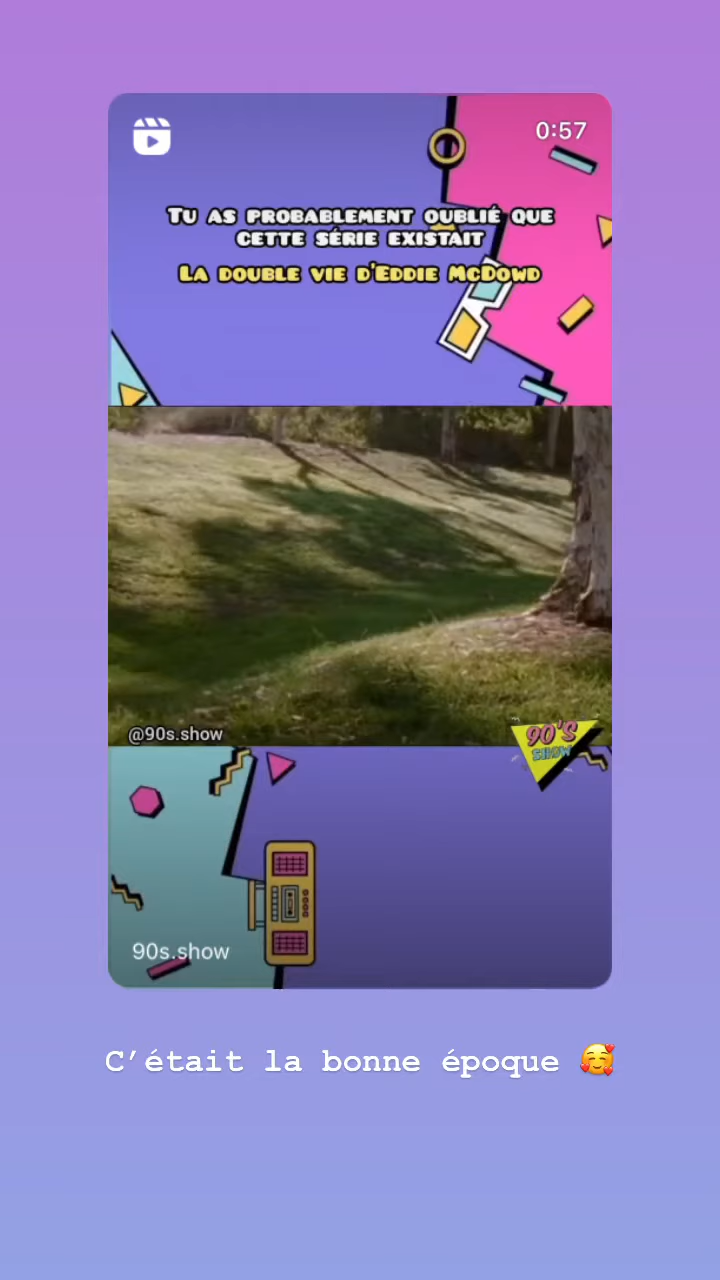 0:57
Tu as probablement oublié que
cette série existait
La double vie d'Eddie McDowd
@90s.show
90'S
SHOW
90s.show
C'était la bonne époque 🥰